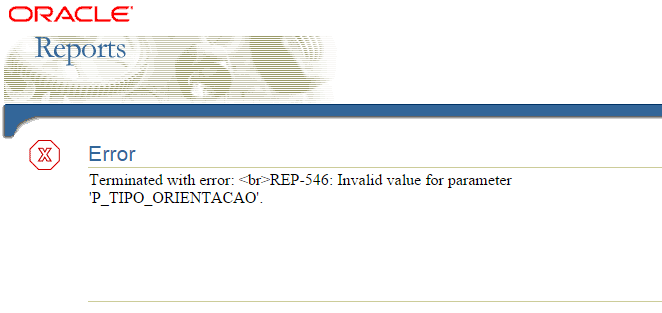 ORACLE
Reports
Error
Terminated with error: <br>REP-546: Invalid value for parameter
'P_TIPO_ORIENTACAO'.